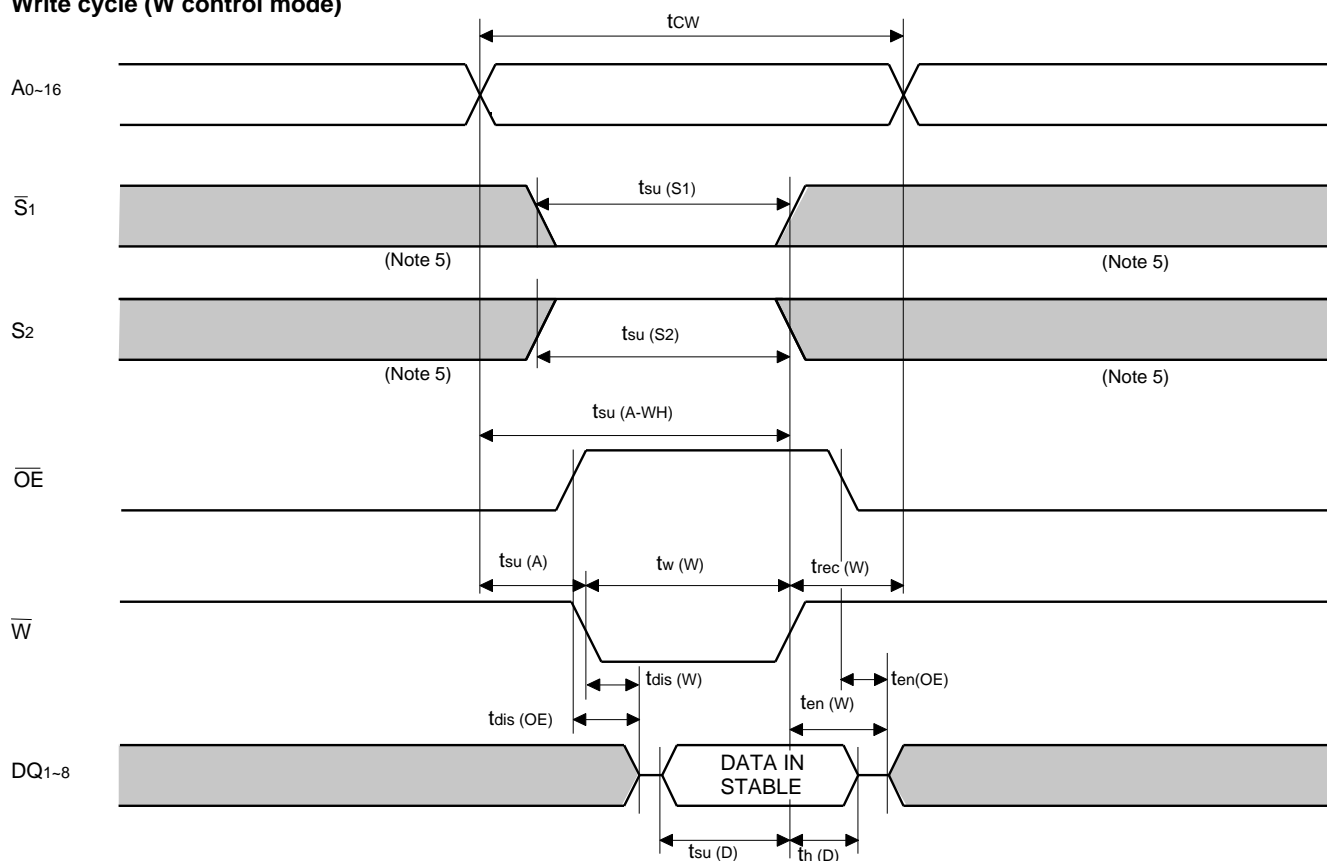 Write cycle (W control mode)
tCW
A0~16
S1
tsu (S1)
(Note 5)
(Note 5)
S2
tsu (S2)
(Note 5)
(Note 5)
tsu (A-WH)
OE
tsu (A)
tw (W)
trec (W)
W
tdis (W)
ten(OE)
tdis (OE)
ten (W)
DQ1~8
DATA IN
STABLE
tsu (D)
th (D)